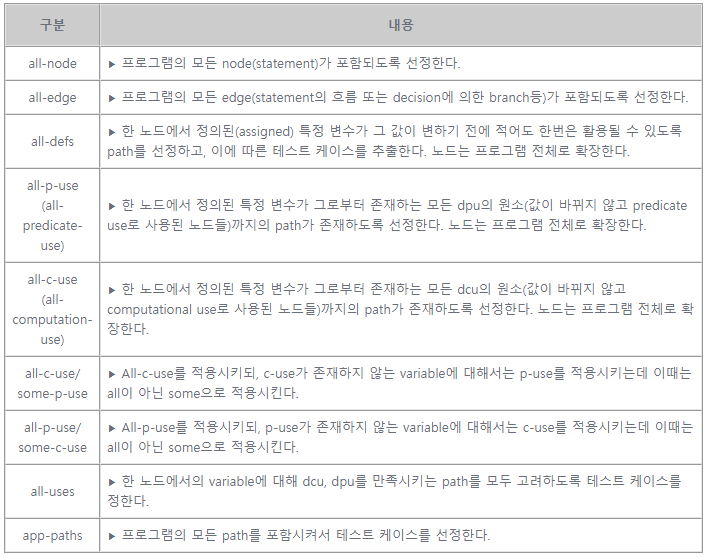 구분
내용
all-node
▶ 프로그램의 모든 node(statement)가 포함되도록 선정한다.
all-edge
▶ 프로그램의 모든 edge(statement의 흐름 또는 decision에 의한 branch등)가 포함되도록 선정한다.
all-defs
▶ 한 노드에서 정의된(assigned) 특정 변수가 그 값이 변하기 전에 적어도 한번은 활용될 수 있도록
path를 선정하고, 이에 따른 테스트 케이스를 추출한다. 노드는 프로그램 전체로 확장한다.
all-p-use
(all-
predicate-
use)
▶ 한 노드에서 정의된 특정 변수가 그로부터 존재하는 모든 dpu의 원소(값이 바뀌지 않고 predicate
use로 사용된 노드들)까지의 path가 존재하도록 선정한다. 노드는 프로그램 전체로 확장한다.
all-c-use
(all-
computation-
use)
▶ 한 노드에서 정의된 특정 변수가 그로부터 존재하는 모든 dcu의 원소(값이 바뀌지 않고
computational use로 사용된 노드들)까지의 path가 존재하도록 선정한다. 노드는 프로그램 전체로 확
장한다.
all-c-use/
some-p-use
▶ All-c-use를 적용시키되, c-use가 존재하지 않는 variable에 대해서는 p-use를 적용시키는데 이때는
all이 아닌 some으로 적용시킨다.
all-p-use/
some-c-use
▶ All-p-use를 적용시키되, p-use가 존재하지 않는 variable에 대해서는 c-use를 적용시키는데 이때는
all이 아닌 some으로 적용시킨다.
all-uses
▶ 한 노드에서의 variable에 대해 dcu, dpu를 만족시키는 path를 모두 고려하도록 테스트 케이스를
정한다.
app-paths
▶ 프로그램의 모든 path를 포함시켜서 테스트 케이스를 선정한다.